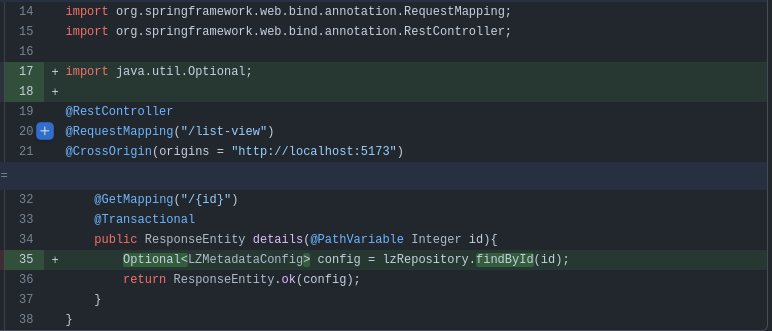 14 import org.springframework.web.bind.annotation.RequestMapping;
15 import org.springframework.web.bind.annotation.RestController;
16
17 + import java.util.Optional;
18 +
19 @RestController
20 + @RequestMapping("/list-view")
21 @CrossOrigin(origins = "http://localhost:5173")
=
32     @GetMapping("/{id}")
33     @Transactional
34     public ResponseEntity details(@PathVariable Integer id){
35 +         Optional<LZMetadataConfig> config = lzRepository.findById(id);
36         return ResponseEntity.ok(config);
37     }
38 }